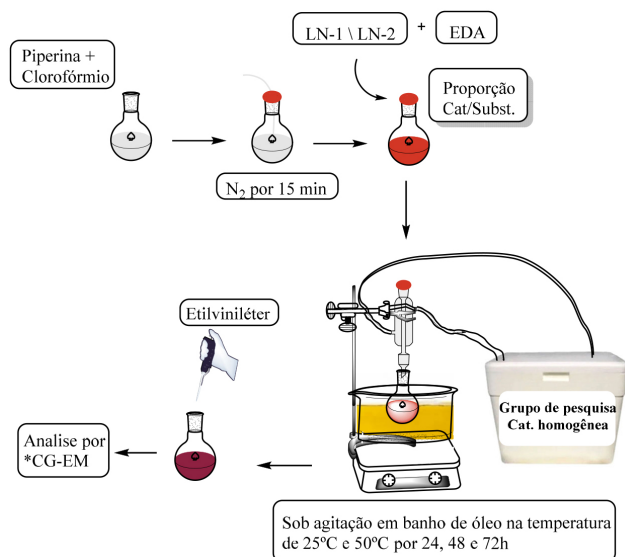 Piperina +
Clorofórmio
N2 por 15 min
LN-1 \ LN-2 + EDA
Proporção
Cat/Subst.
Grupo de pesquisa
Cat. homogênea
Sob agitação em banho de óleo na temperatura
de 25ºC e 50ºC por 24, 48 e 72h
Etilviniléter
Analise por
*CG-EM